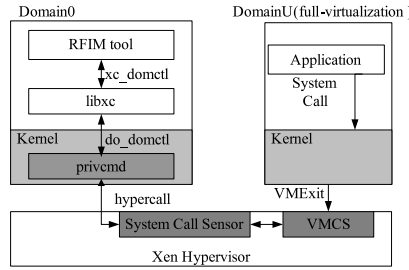 Domain0
RFIM tool
xc_domctl
libxc
Kernel
do_domctl
privcmd
hypercall
DomainU(full-virtualization )
Application
System
Call
Kernel
VMExit
System Call Sensor
VMCS
Xen Hypervisor